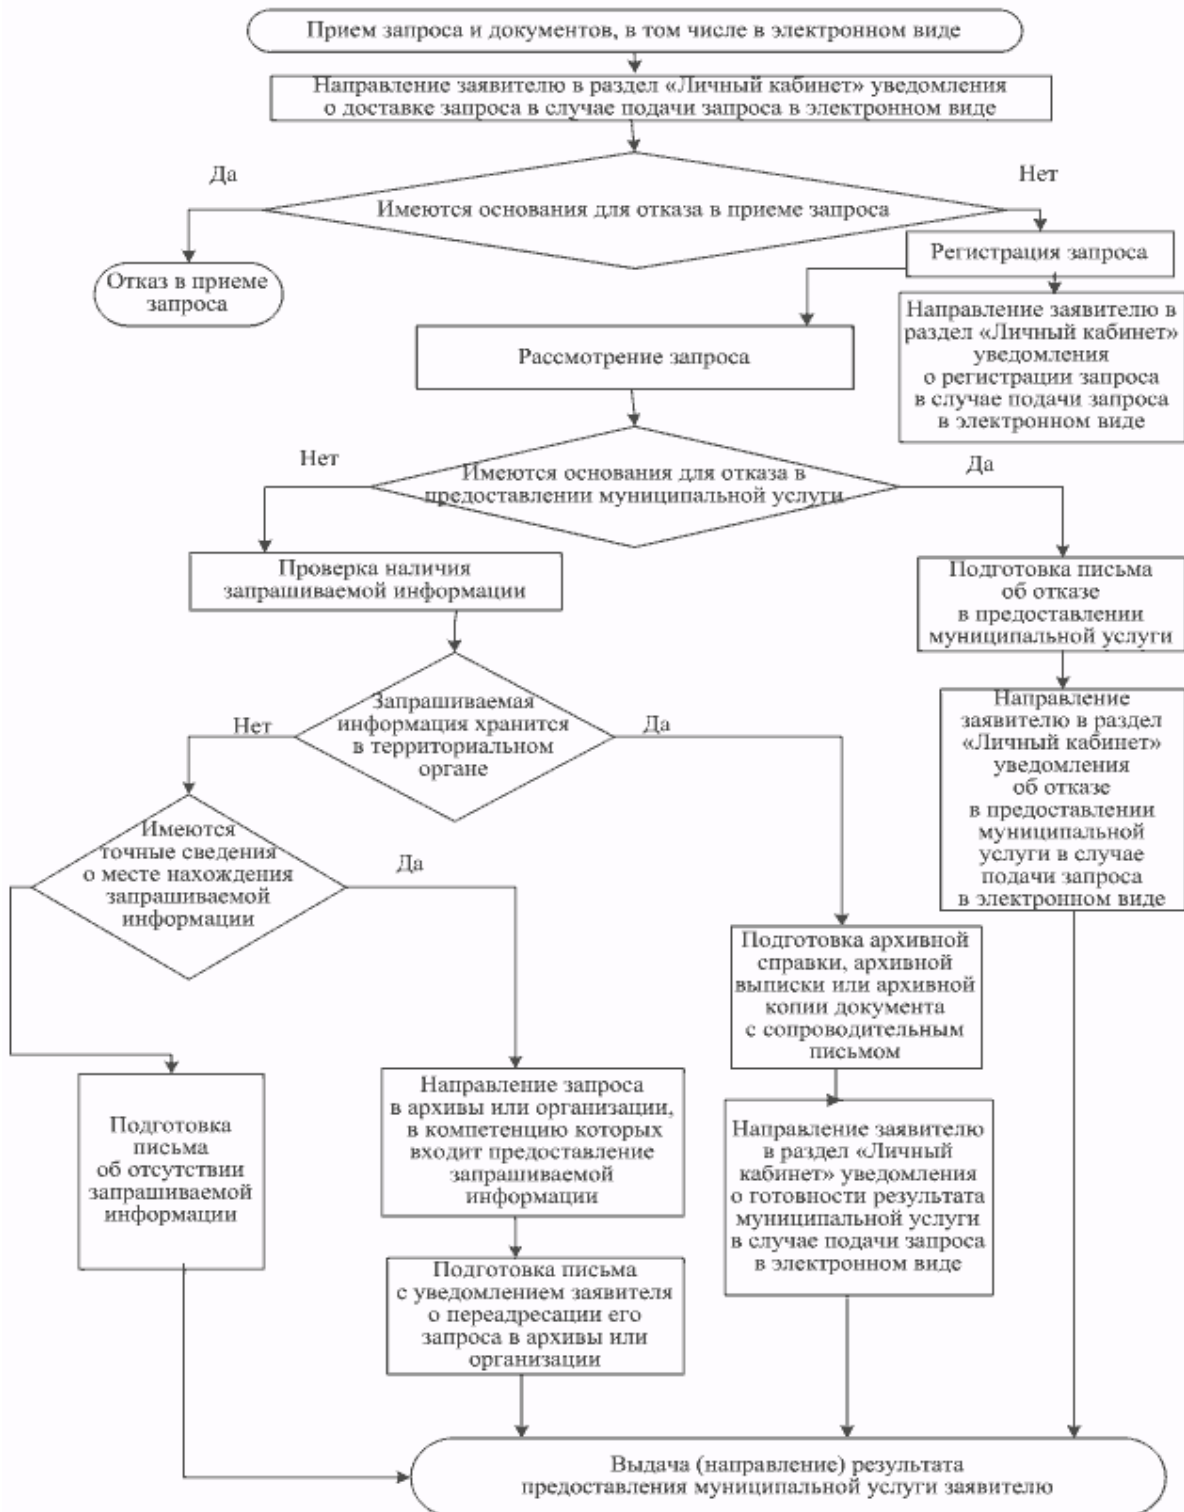 Прием запроса и документов, в том числе в электронном виде
Направление заявителю в раздел «Личный кабинет» уведомления
о доставке запроса в случае подачи запроса в электронном виде
Да
Нет
Имеются основания для отказа в приеме запроса
Регистрация запроса
Отказ в приеме
запроса
Направление заявителю в
раздел «Личный кабинет»
уведомления
о регистрации запроса
в случае подачи запроса
в электронном виде
Рассмотрение запроса
Нет
Да
Имеются основания для отказа в
предоставлении муниципальной услуги
Проверка наличия
запрашиваемой информации
Подготовка письма
об отказе
в предоставлении
муниципальной услуги
Запрашиваемая
информация хранится
в территориальном
органе
Нет
Да
Направление
заявителю в раздел
«Личный кабинет»
уведомления
об отказе
в предоставлении
муниципальной
услуги в случае
подачи запроса
в электронном виде
Имеются
точные сведения
о месте нахождения
запрашиваемой
информации
Да
Подготовка архивной
справки, архивной
выписки или архивной
копии документа
с сопроводительным
письмом
Подготовка
письма
об отсутствии
запрашиваемой
информации
Направление запроса
в архивы или организации,
в компетенцию которых
входит предоставление
запрашиваемой
информации
Направление заявителю
в раздел «Личный
кабинет» уведомления
о готовности результата
муниципальной услуги
в случае подачи запроса
в электронном виде
Подготовка письма
с уведомлением заявителя
о переадресации его
запроса в архивы или
организации
Выдача (направление) результата
предоставления муниципальной услуги заявителю